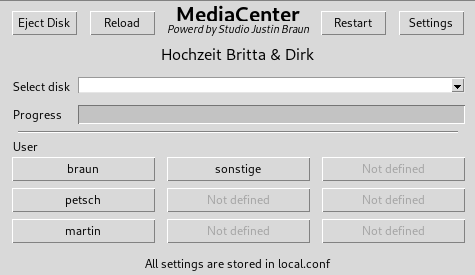 Eject Disk Reload MediaCenter Restart Settings
Powerd by Studio Justin Braun
Hochzeit Britta & Dirk
Select disk
Progress
User
braun sonstige Not defined
petsch Not defined Not defined
martin Not defined Not defined
All settings are stored in local.conf